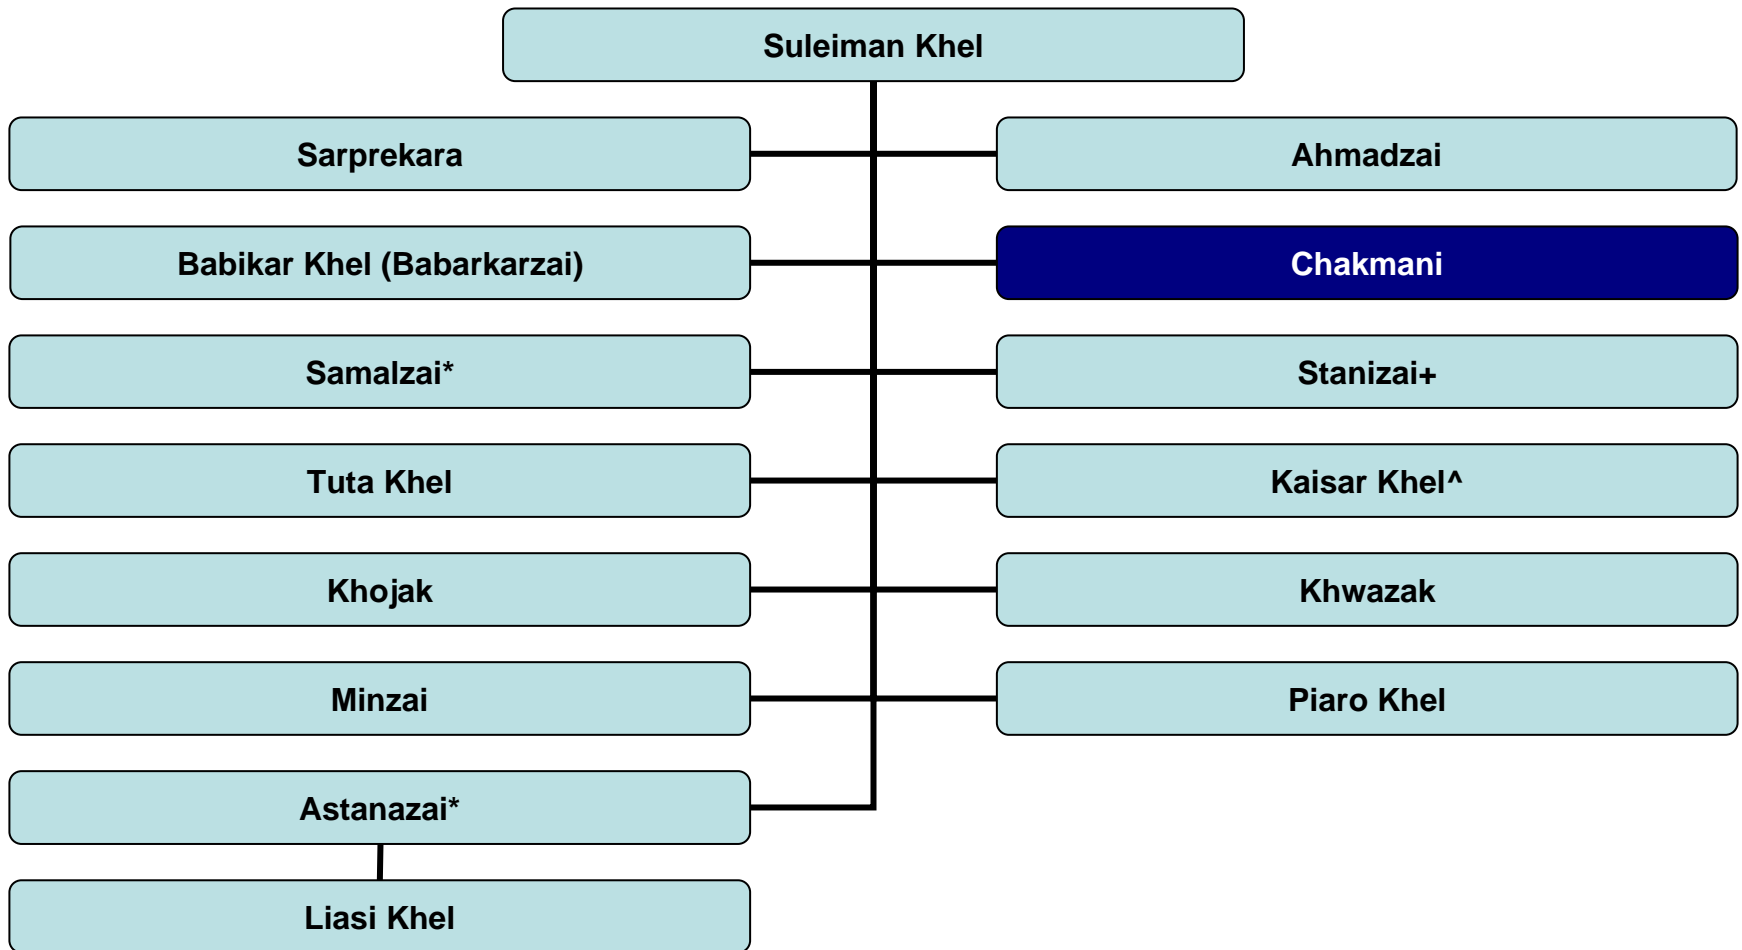 Suleiman Khel
Sarprekara
Ahmadzai
Babikar Khel (Babarkarzai)
Chakmani
Samalzai*
Stanizai+
Tuta Khel
Kaisar Khel^
Khojak
Khwazak
Minzai
Piaro Khel
Astanazai*
Liasi Khel